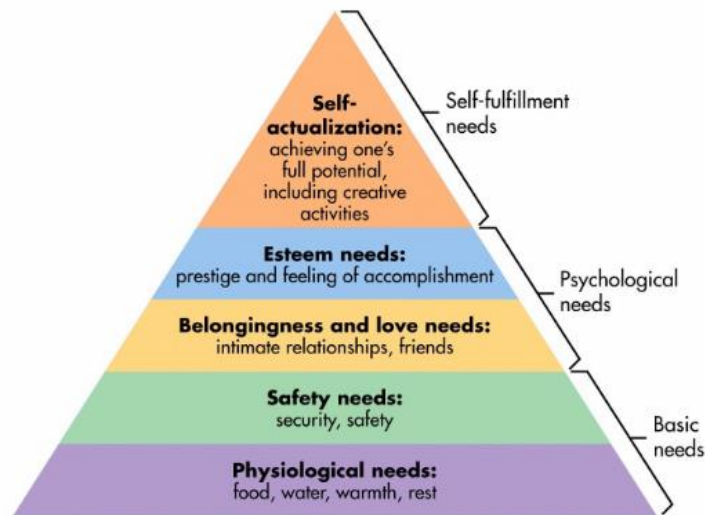 Self-
actualization:
achieving one's
full potential,
including creative
activities
Self-fulfillment
needs
Esteem needs:
prestige and feeling of accomplishment
Belongingness and love needs:
intimate relationships, friends
Psychological
needs
Safety needs:
security, safety
Physiological needs:
food, water, warmth, rest
Basic
needs